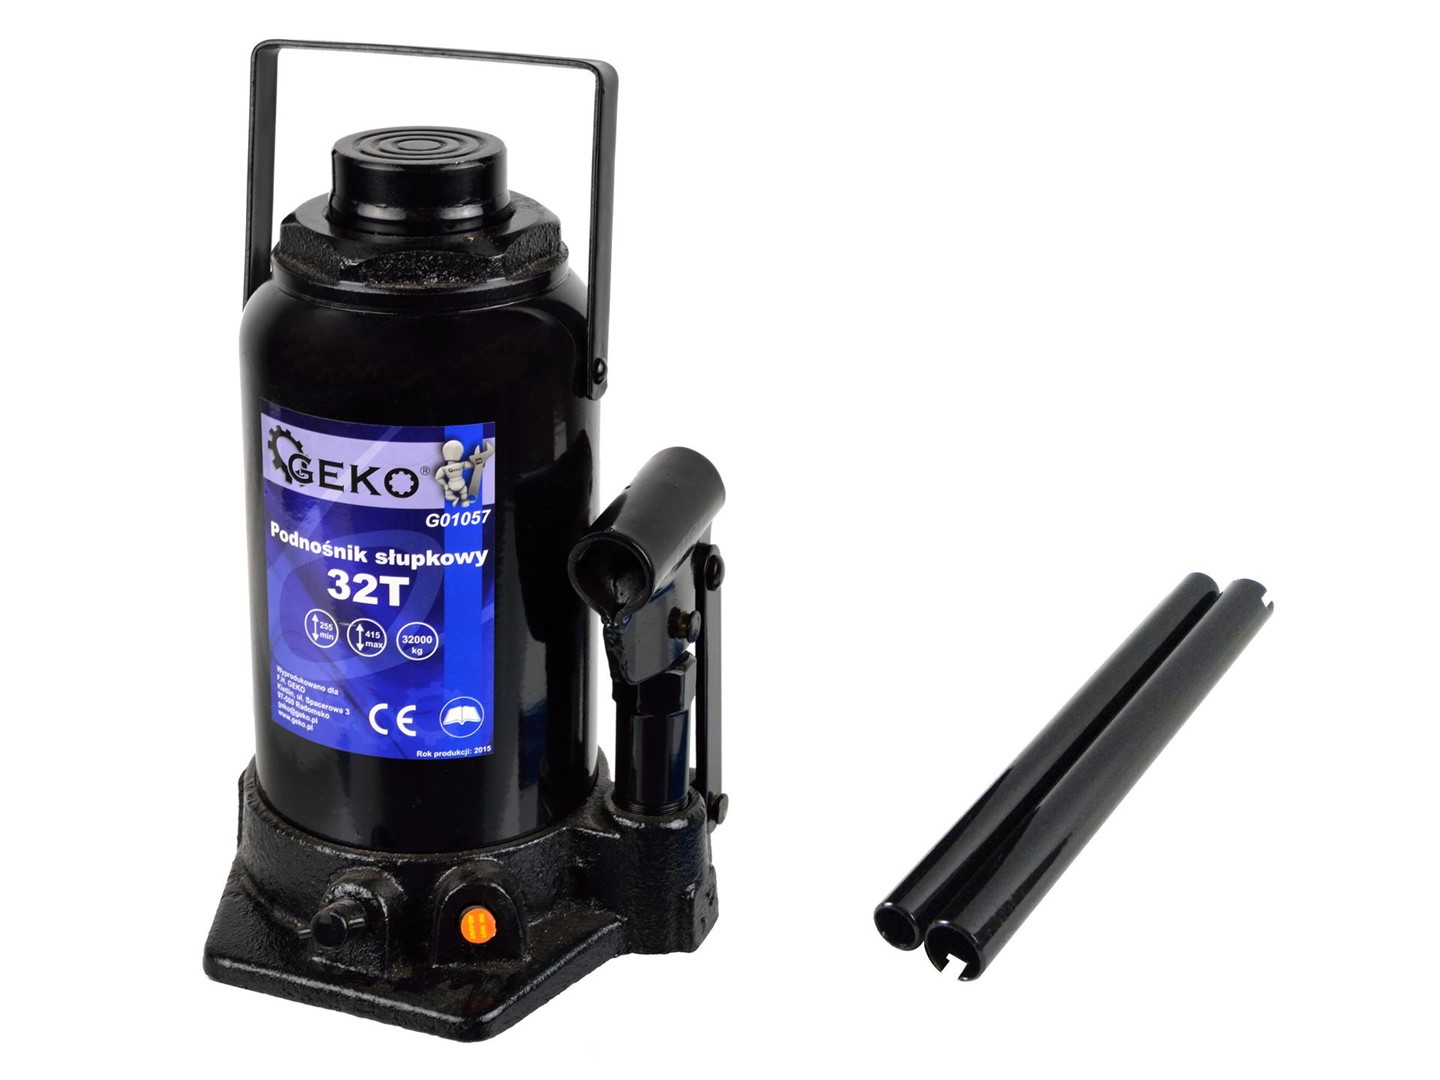 GEKO®
G01057
Podnośnik słupkowy
32T
255 min
415 max
32000 kg
Wyprodukowano dla
F.H. GEKO
Kietlin, ul. Spacerowa 3
97-500 Radomsko
geko@geko.pl
www.geko.pl
CE
Rok produkcji: 2015